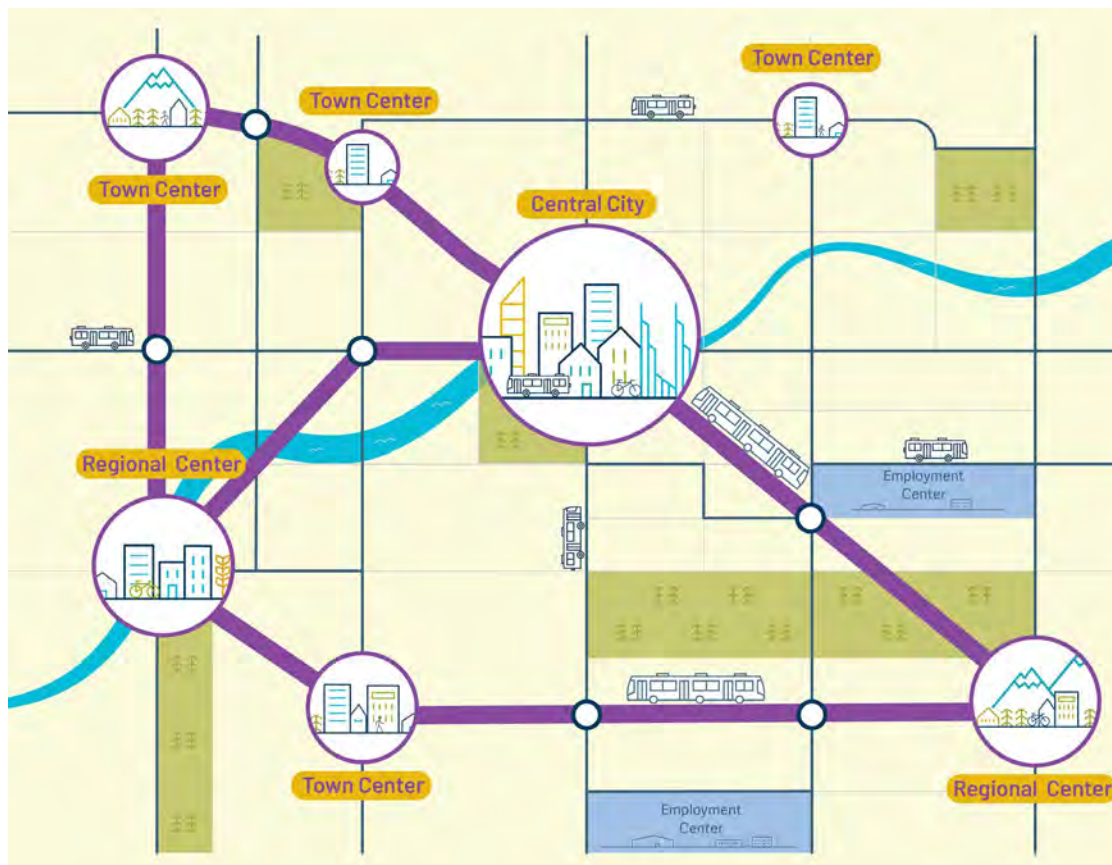 Town Center
Town Center
Town Center
Central City
Regional Center
Employment
Center
Town Center
Regional Center
Employment
Center